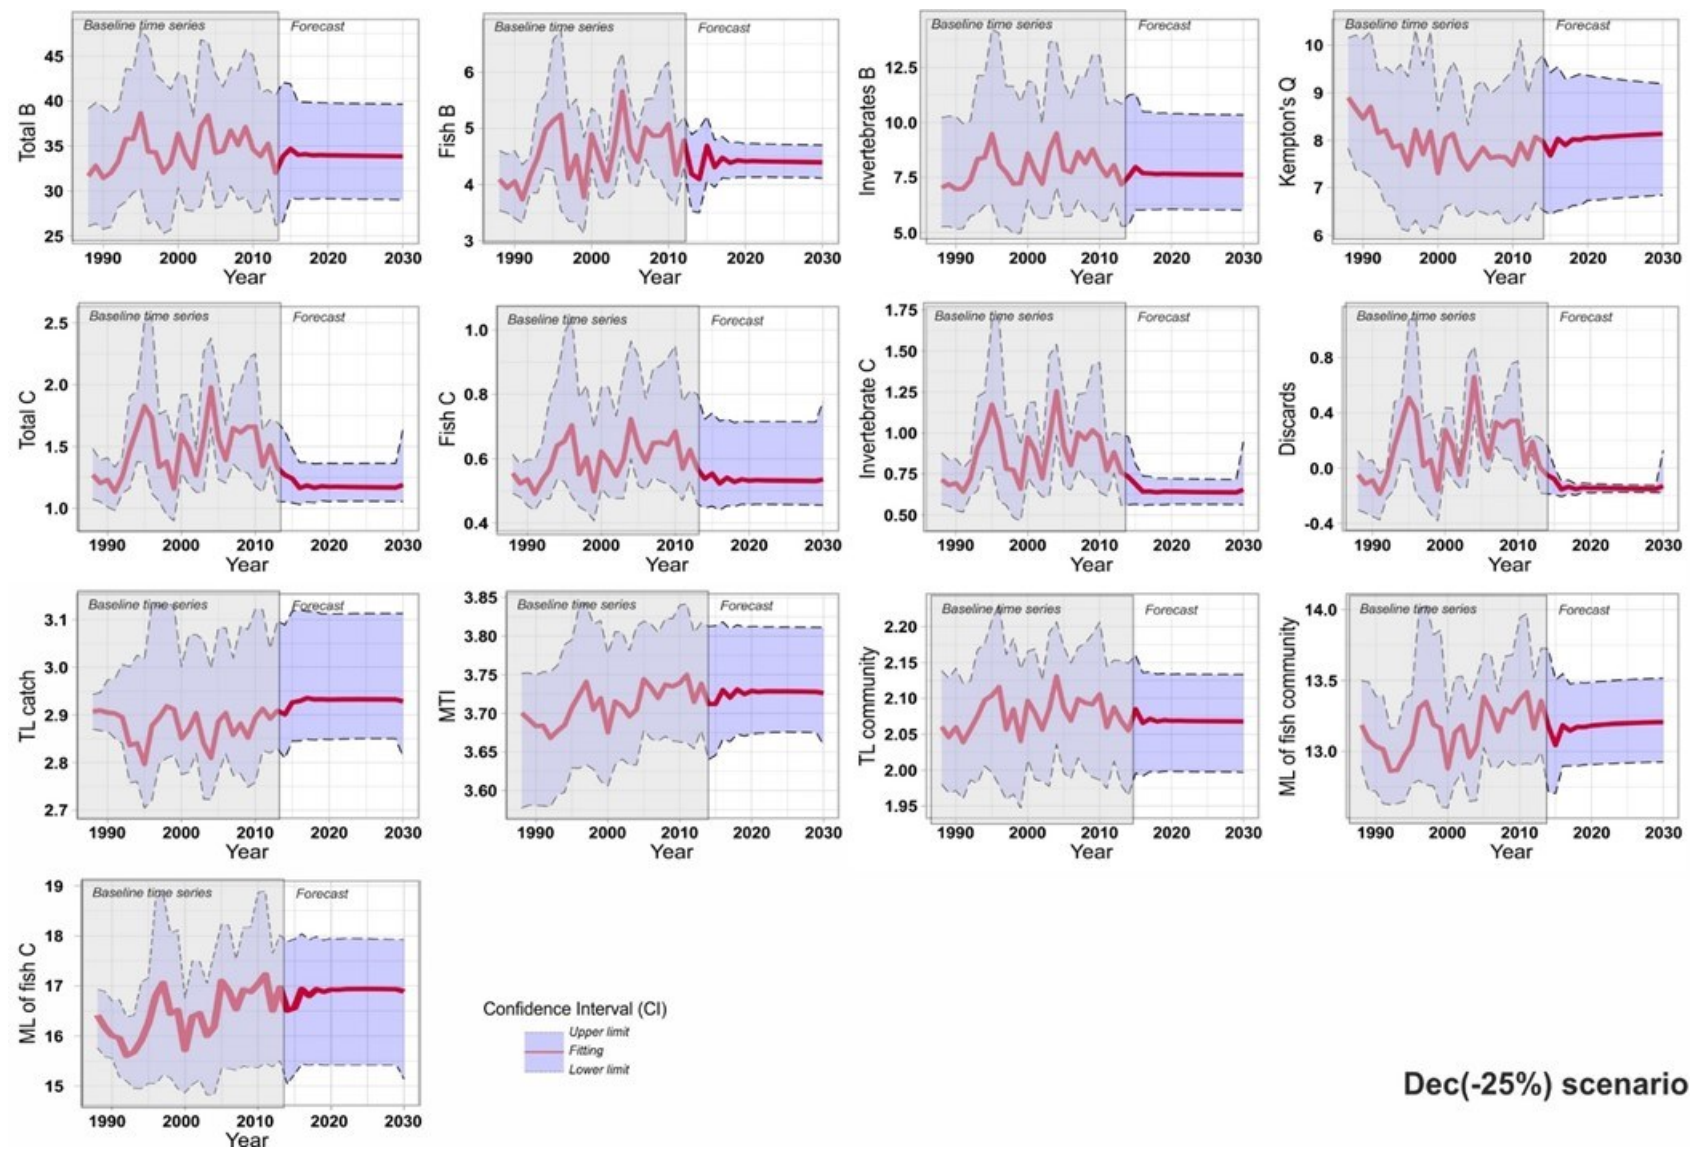 Baseline time series Forecast
Total B
45
40
35
30
25
1990 2000 2010 2020 2030
Year
Baseline time series Forecast
Fish B
6
5
4
3
1990 2000 2010 2020 2030
Year
Baseline time series Forecast
Invertebrates B
12.5
10.0
7.5
5.0
1990 2000 2010 2020 2030
Year
Baseline time series Forecast
Kempton's Q
10
9
8
7
6
1990 2000 2010 2020 2030
Year
Baseline time series Forecast
Total C
2.5
2.0
1.5
1.0
1990 2000 2010 2020 2030
Year
Baseline time series Forecast
Fish C
1.0
0.8
0.6
0.4
1990 2000 2010 2020 2030
Year
Baseline time series Forecast
Invertebrate C
1.75
1.50
1.25
1.00
0.75
0.50
1990 2000 2010 2020 2030
Year
Baseline time series Forecast
Discards
0.8
0.4
0.0
-0.4
1990 2000 2010 2020 2030
Year
Baseline time series Forecast
TL catch
3.1
3.0
2.9
2.8
2.7
1990 2000 2010 2020 2030
Year
Baseline time series Forecast
MTI
3.85
3.80
3.75
3.70
3.65
3.60
1990 2000 2010 2020 2030
Year
Baseline time series Forecast
TL community
2.20
2.15
2.10
2.05
2.00
1.95
1990 2000 2010 2020 2030
Year
Baseline time series Forecast
ML of fish community
14.0
13.5
13.0
1990 2000 2010 2020 2030
Year
Baseline time series Forecast
ML of fish C
19
18
17
16
15
1990 2000 2010 2020 2030
Year
Confidence Interval (CI)
Upper limit
Fitting
Lower limit
Dec(-25%) scenario